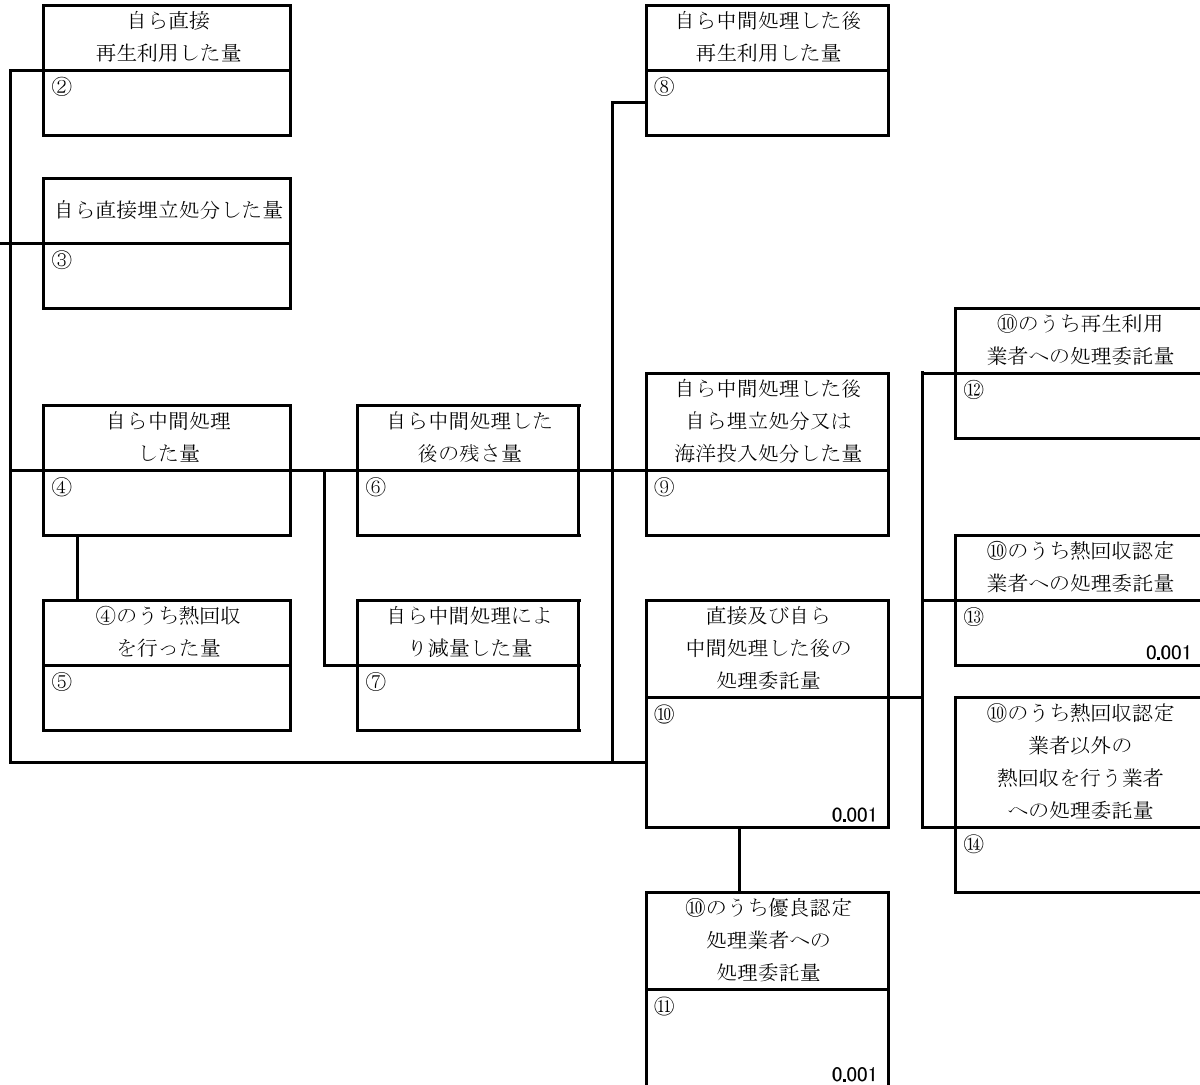 自ら直接
再生利用した量
②
自ら中間処理した後
再生利用した量
⑧
自ら直接埋立処分した量
③
⑩のうち再生利用
業者への処理委託量
⑫
自ら中間処理
した量
④
自ら中間処理した
後の残さ量
⑥
自ら中間処理した後
自ら埋立処分又は
海洋投入処分した量
⑨
⑩のうち熱回収認定
業者への処理委託量
⑬
0.001
④のうち熱回収
を行った量
⑤
自ら中間処理によ
り減量した量
⑦
直接及び自ら
中間処理した後の
処理委託量
⑩
0.001
⑩のうち熱回収認定
業者以外の
熱回収を行う業者
への処理委託量
⑭
⑩のうち優良認定
処理業者への
処理委託量
⑪
0.001